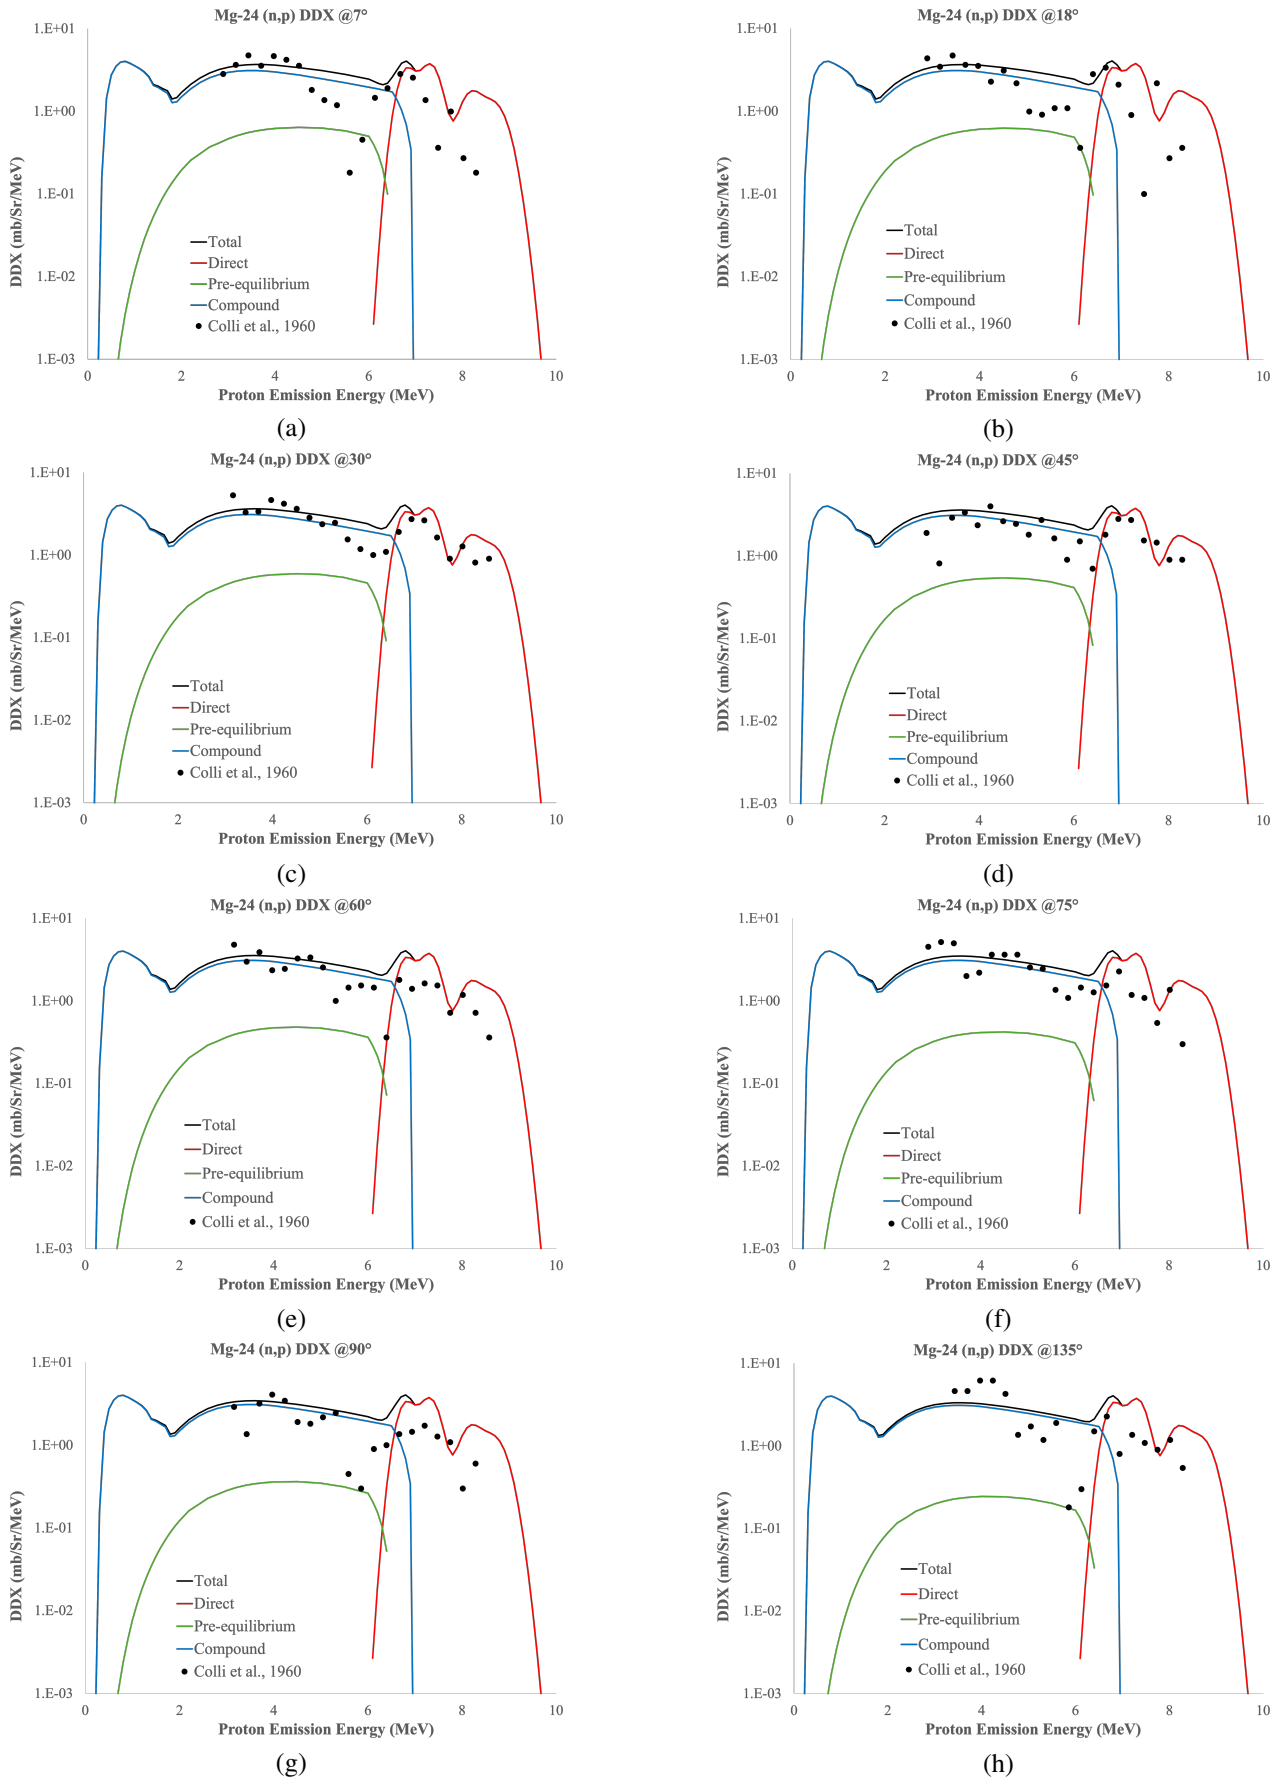 Mg-24 (n,p) DDX @7°
1.E+01
1.E+00
1.E-01
1.E-02
1.E-03
DDX (mb/Sr/MeV)
Total
Direct
Pre-equilibrium
Compound
Colli et al., 1960
0 2 4 6 8 10
Proton Emission Energy (MeV)
(a)
Mg-24 (n,p) DDX @18°
1.E+01
1.E+00
1.E-01
1.E-02
1.E-03
DDX (mb/Sr/MeV)
Total
Direct
Pre-equilibrium
Compound
Colli et al., 1960
0 2 4 6 8 10
Proton Emission Energy (MeV)
(b)
Mg-24 (n,p) DDX @30°
1.E+01
1.E+00
1.E-01
1.E-02
1.E-03
DDX (mb/Sr/MeV)
Total
Direct
Pre-equilibrium
Compound
Colli et al., 1960
0 2 4 6 8 10
Proton Emission Energy (MeV)
(c)
Mg-24 (n,p) DDX @45°
1.E+01
1.E+00
1.E-01
1.E-02
1.E-03
DDX (mb/Sr/MeV)
Total
Direct
Pre-equilibrium
Compound
Colli et al., 1960
0 2 4 6 8 10
Proton Emission Energy (MeV)
(d)
Mg-24 (n,p) DDX @60°
1.E+01
1.E+00
1.E-01
1.E-02
1.E-03
DDX (mb/Sr/MeV)
Total
Direct
Pre-equilibrium
Compound
Colli et al., 1960
0 2 4 6 8 10
Proton Emission Energy (MeV)
(e)
Mg-24 (n,p) DDX @75°
1.E+01
1.E+00
1.E-01
1.E-02
1.E-03
DDX (mb/Sr/MeV)
Total
Direct
Pre-equilibrium
Compound
Colli et al., 1960
0 2 4 6 8 10
Proton Emission Energy (MeV)
(f)
Mg-24 (n,p) DDX @90°
1.E+01
1.E+00
1.E-01
1.E-02
1.E-03
DDX (mb/Sr/MeV)
Total
Direct
Pre-equilibrium
Compound
Colli et al., 1960
0 2 4 6 8 10
Proton Emission Energy (MeV)
(g)
Mg-24 (n,p) DDX @135°
1.E+01
1.E+00
1.E-01
1.E-02
1.E-03
DDX (mb/Sr/MeV)
Total
Direct
Pre-equilibrium
Compound
Colli et al., 1960
0 2 4 6 8 10
Proton Emission Energy (MeV)
(h)